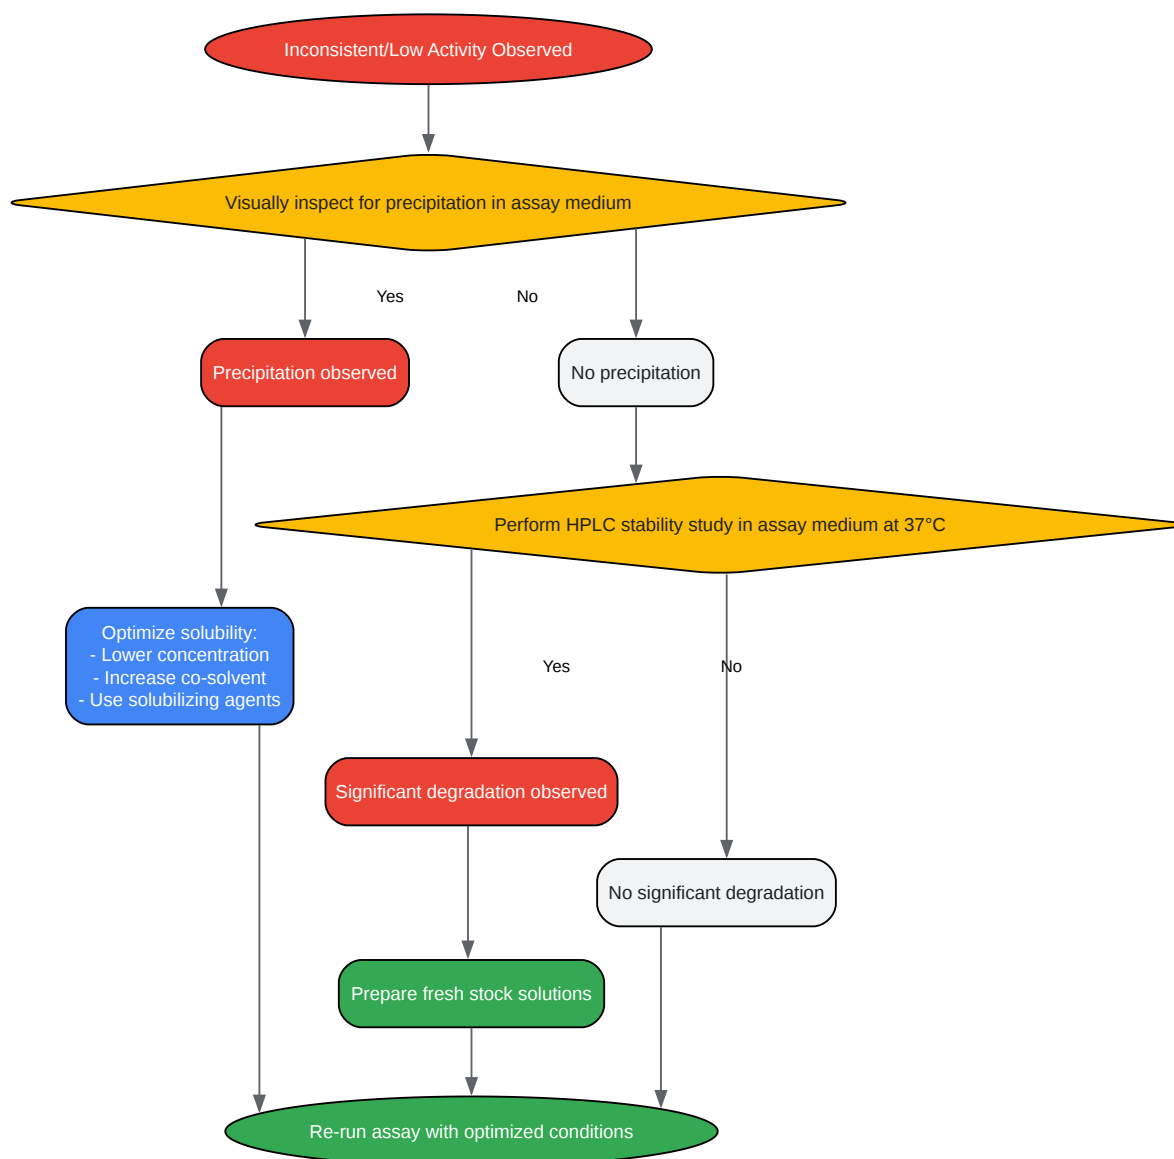 Inconsistent/Low Activity Observed
Visually inspect for precipitation in assay medium
Yes
No
Precipitation observed
No precipitation
Perform HPLC stability study in assay medium at 37°C
Optimize solubility:
- Lower concentration
- Increase co-solvent
- Use solubilizing agents
Yes
No
Significant degradation observed
No significant degradation
Prepare fresh stock solutions
Re-run assay with optimized conditions